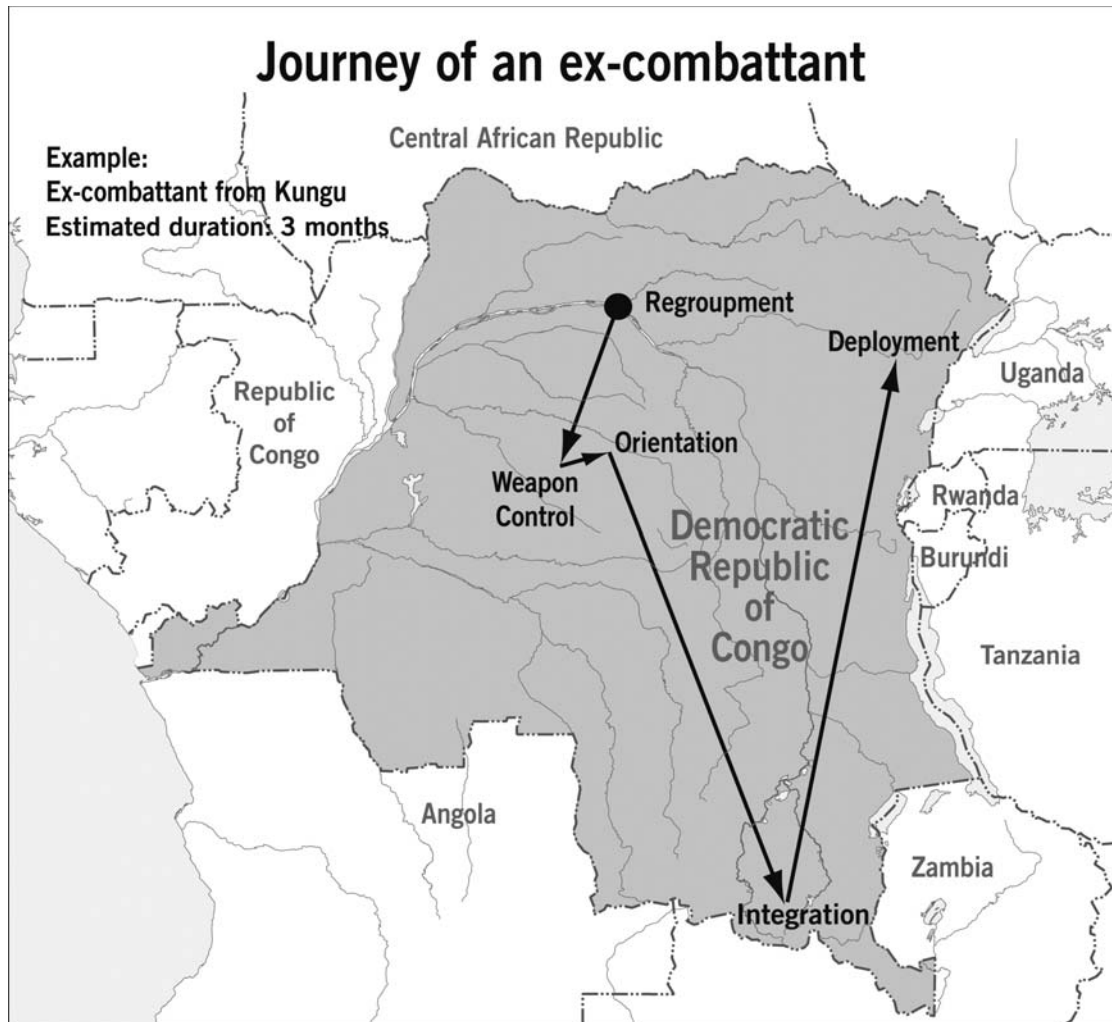 Journey of an ex-combattant
Example:
Ex-combattant from Kungu
Estimated duration: 3 months
Central African Republic
Regroupment
Deployment
Uganda
Republic
of
Congo
Orientation
Weapon
Control
Rwanda
Democratic
Republic
of
Congo
Burundi
Tanzania
Angola
Zambia
Integration